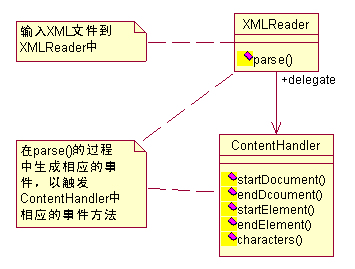 输入XML文件到
XMLReader中
XMLReader
parse()
+delegate
在parse()的过程
中生成相应的事
件，以触发
ContentHandler中
相应的事件方法
ContentHandler
startDocument()
endDcoument()
startElement()
endElement()
characters()